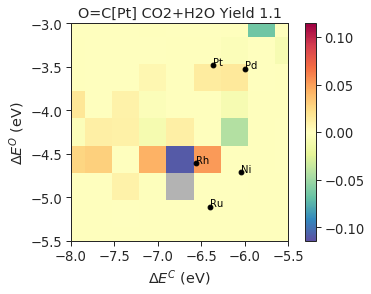 O=C[Pt] CO2+H2O Yield 1.1
−3.0
−3.5
−4.0
−4.5
−5.0
−5.5
ΔE^O (eV)
Pt
Pd
Rh
Ni
Ru
−8.0 −7.5 −7.0 −6.5 −6.0 −5.5
ΔE^C (eV)
0.10
0.05
0.00
−0.05
−0.10